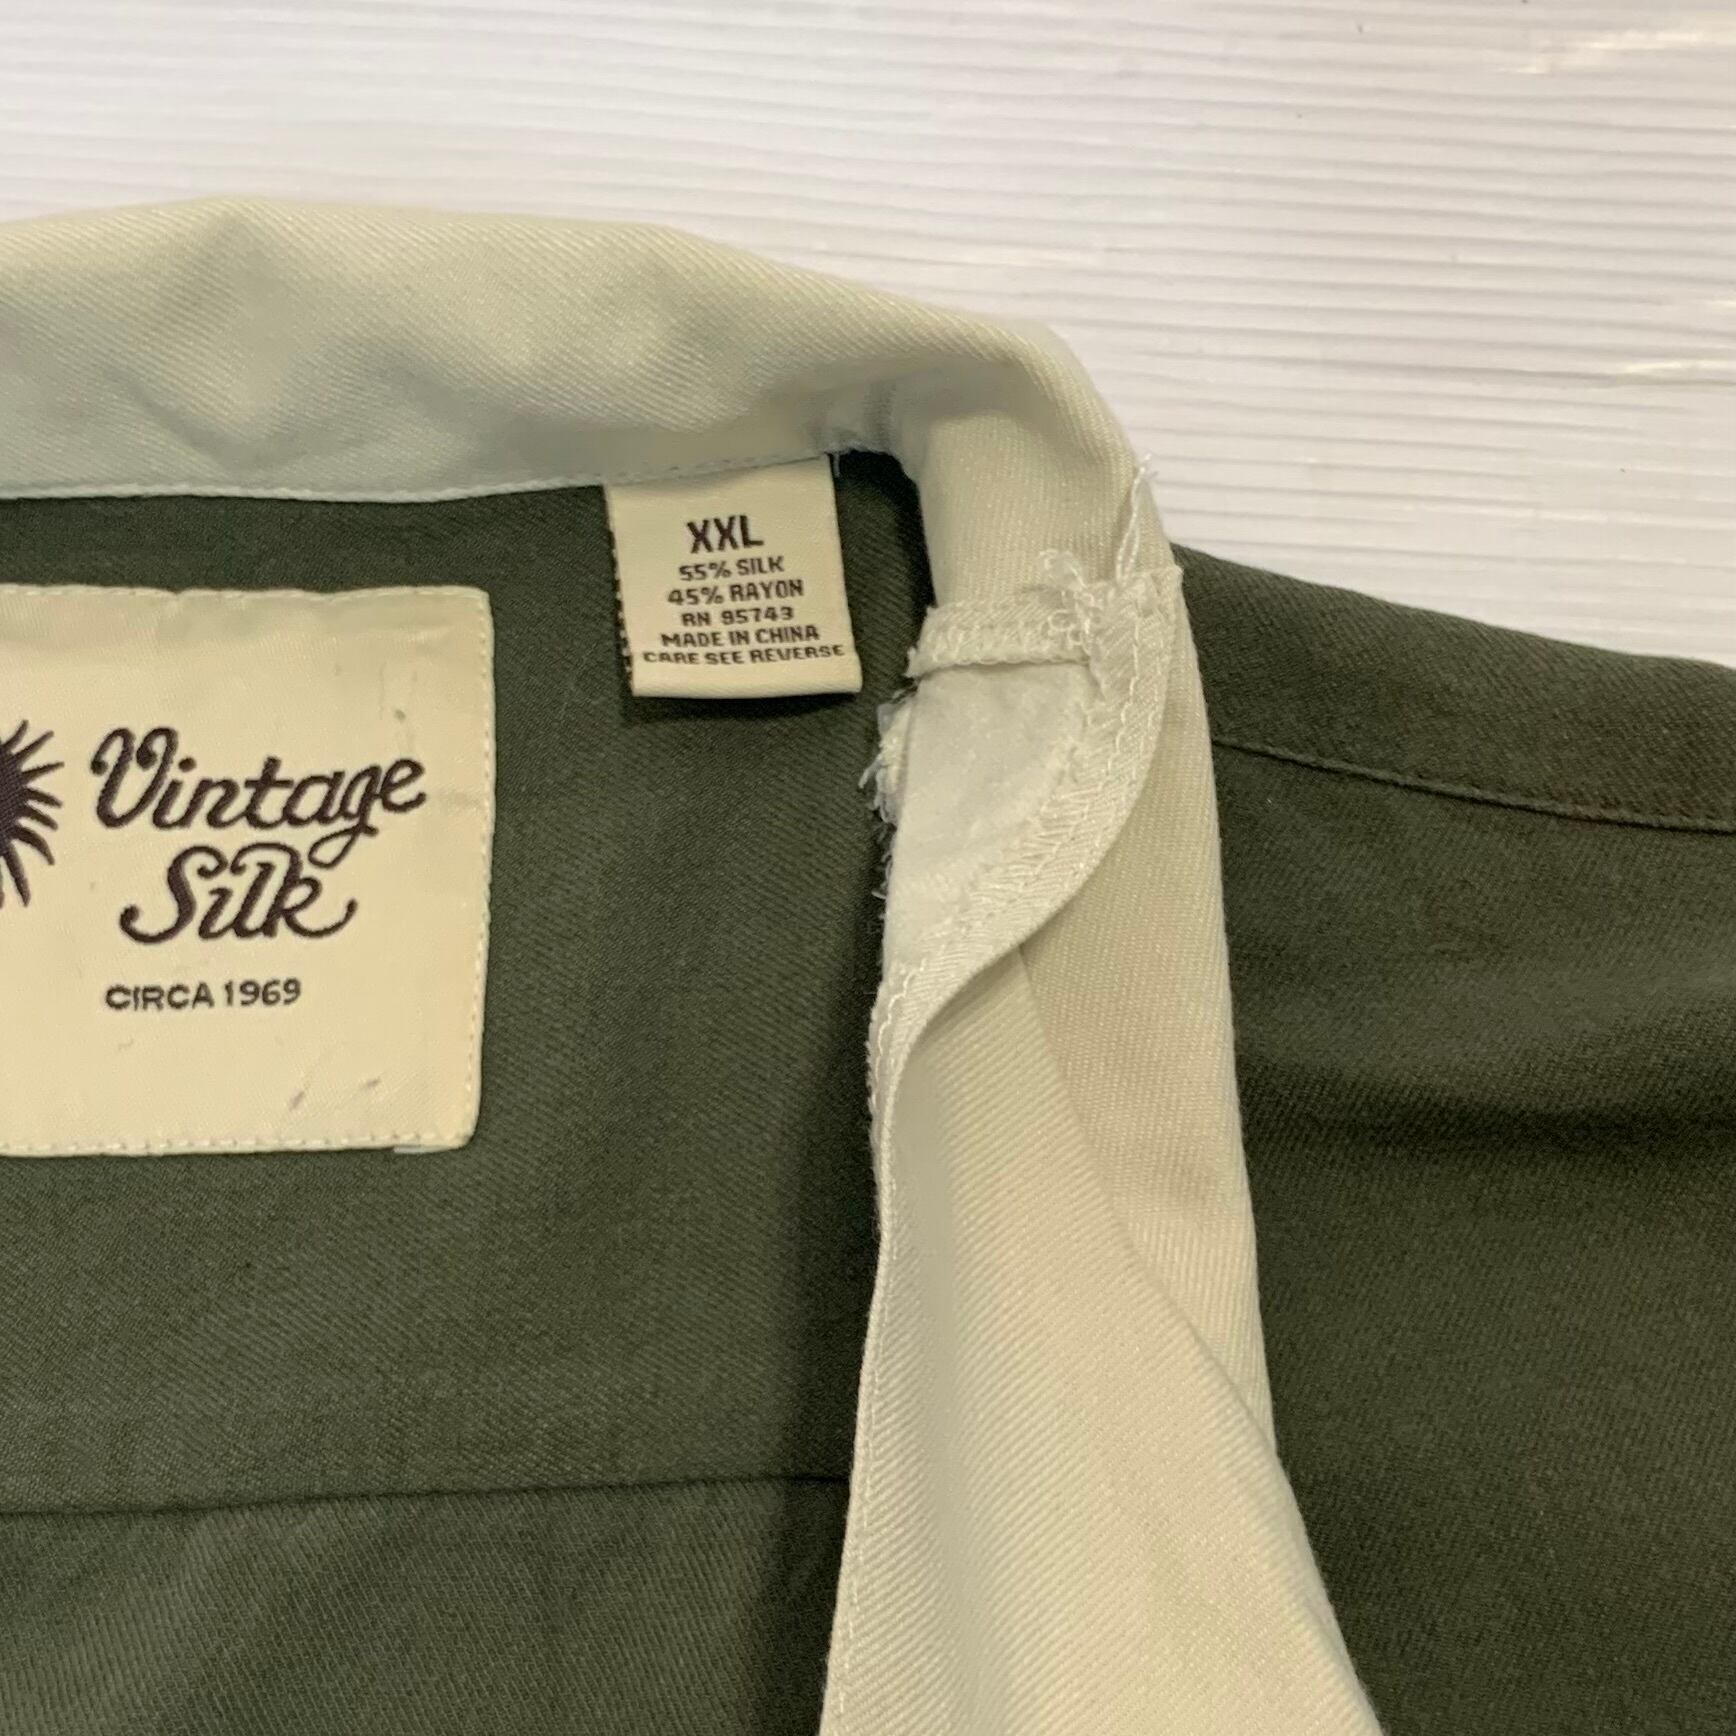 XXL
55% SILK
45% RAYON
RN 95743
MADE IN CHINA
CARE SEE REVERSE
Vintage
Silk
CIRCA 1969